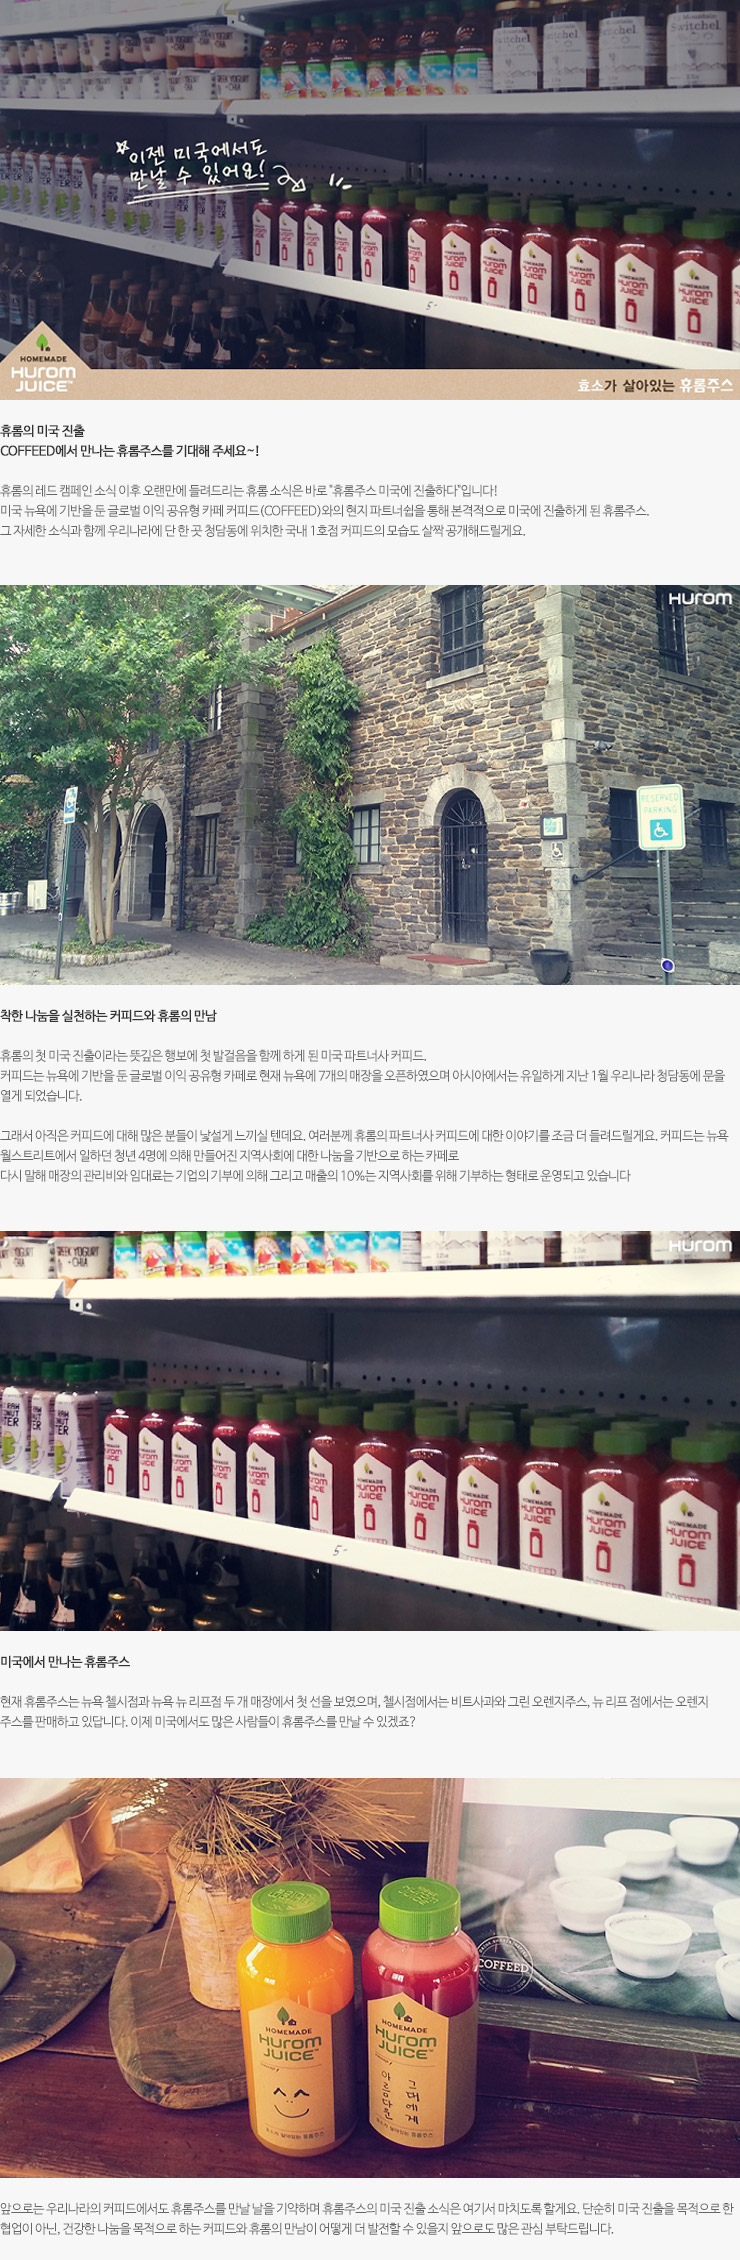 Switchel
Switchel
GREEK YOGURT
CHIA
이젠 미국에서도
만날 수 있어요!
HOMEMADE
HUROM
JUICE
HOMEMADE
HUROM
JUICE™
효소가 살아있는 휴롬주스
휴롬의 미국 진출
COFFEED에서 만나는 휴롬주스를 기대해 주세요~!
휴롬의 레드 캠페인 소식 이후 오랜만에 들려드리는 휴롬 소식은 바로 "휴롬주스 미국에 진출하다"입니다!
미국 뉴욕에 기반을 둔 글로벌 이익 공유형 카페 커피드(COFFEED)와의 현지 파트너쉽을 통해 본격적으로 미국에 진출하게 된 휴롬주스.
그 자세한 소식과 함께 우리나라에 단 한 곳 청담동에 위치한 국내 1호점 커피드의 모습도 살짝 공개해드릴게요.
HUROM
RESERVED
PARKING
착한 나눔을 실천하는 커피드와 휴롬의 만남
휴롬의 첫 미국 진출이라는 뜻깊은 행보에 첫 발걸음을 함께 하게 된 미국 파트너사 커피드.
커피드는 뉴욕에 기반을 둔 글로벌 이익 공유형 카페로 현재 뉴욕에 7개의 매장을 오픈하였으며 아시아에서는 유일하게 지난 1월 우리나라 청담동에 문을
열게 되었습니다.
그래서 아직은 커피드에 대해 많은 분들이 낯설게 느끼실 텐데요. 여러분께 휴롬의 파트너사 커피드에 대한 이야기를 조금 더 들려드릴게요. 커피드는 뉴욕
월스트리트에서 일하던 청년 4명에 의해 만들어진 지역사회에 대한 나눔을 기반으로 하는 카페로
다시 말해 매장의 관리비와 임대료는 기업의 기부에 의해 그리고 매출의 10%는 지역사회를 위해 기부하는 형태로 운영되고 있습니다
HUROM
GREEK YOGURT
CHIA
HOMEMADE
HUROM
JUICE
COFFEED
5-
미국에서 만나는 휴롬주스
현재 휴롬주스는 뉴욕 첼시점과 뉴욕 뉴 리프점 두 개 매장에서 첫 선을 보였으며, 첼시점에서는 비트사과와 그린 오렌지주스, 뉴 리프 점에서는 오렌지
주스를 판매하고 있답니다. 이제 미국에서도 많은 사람들이 휴롬주스를 만날 수 있겠죠?
COFFEED
HOMEMADE
HUROM
JUICE™
효소가 살아있는 휴롬주스
HOMEMADE
HUROM
JUICE™
그대에게
아름다운
효소가 살아있는 휴롬주스
앞으로는 우리나라의 커피드에서도 휴롬주스를 만날 날을 기약하며 휴롬주스의 미국 진출 소식은 여기서 마치도록 할게요. 단순히 미국 진출을 목적으로 한
협업이 아닌, 건강한 나눔을 목적으로 하는 커피드와 휴롬의 만남이 어떻게 더 발전할 수 있을지 앞으로도 많은 관심 부탁드립니다.